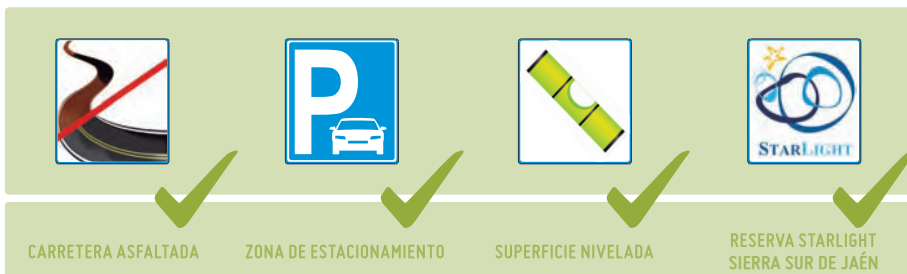 P
STARLIGHT
CARRETERA ASFALTADA
ZONA DE ESTACIONAMIENTO
SUPERFICIE NIVELADA
RESERVA STARLIGHT
SIERRA SUR DE JAÉN